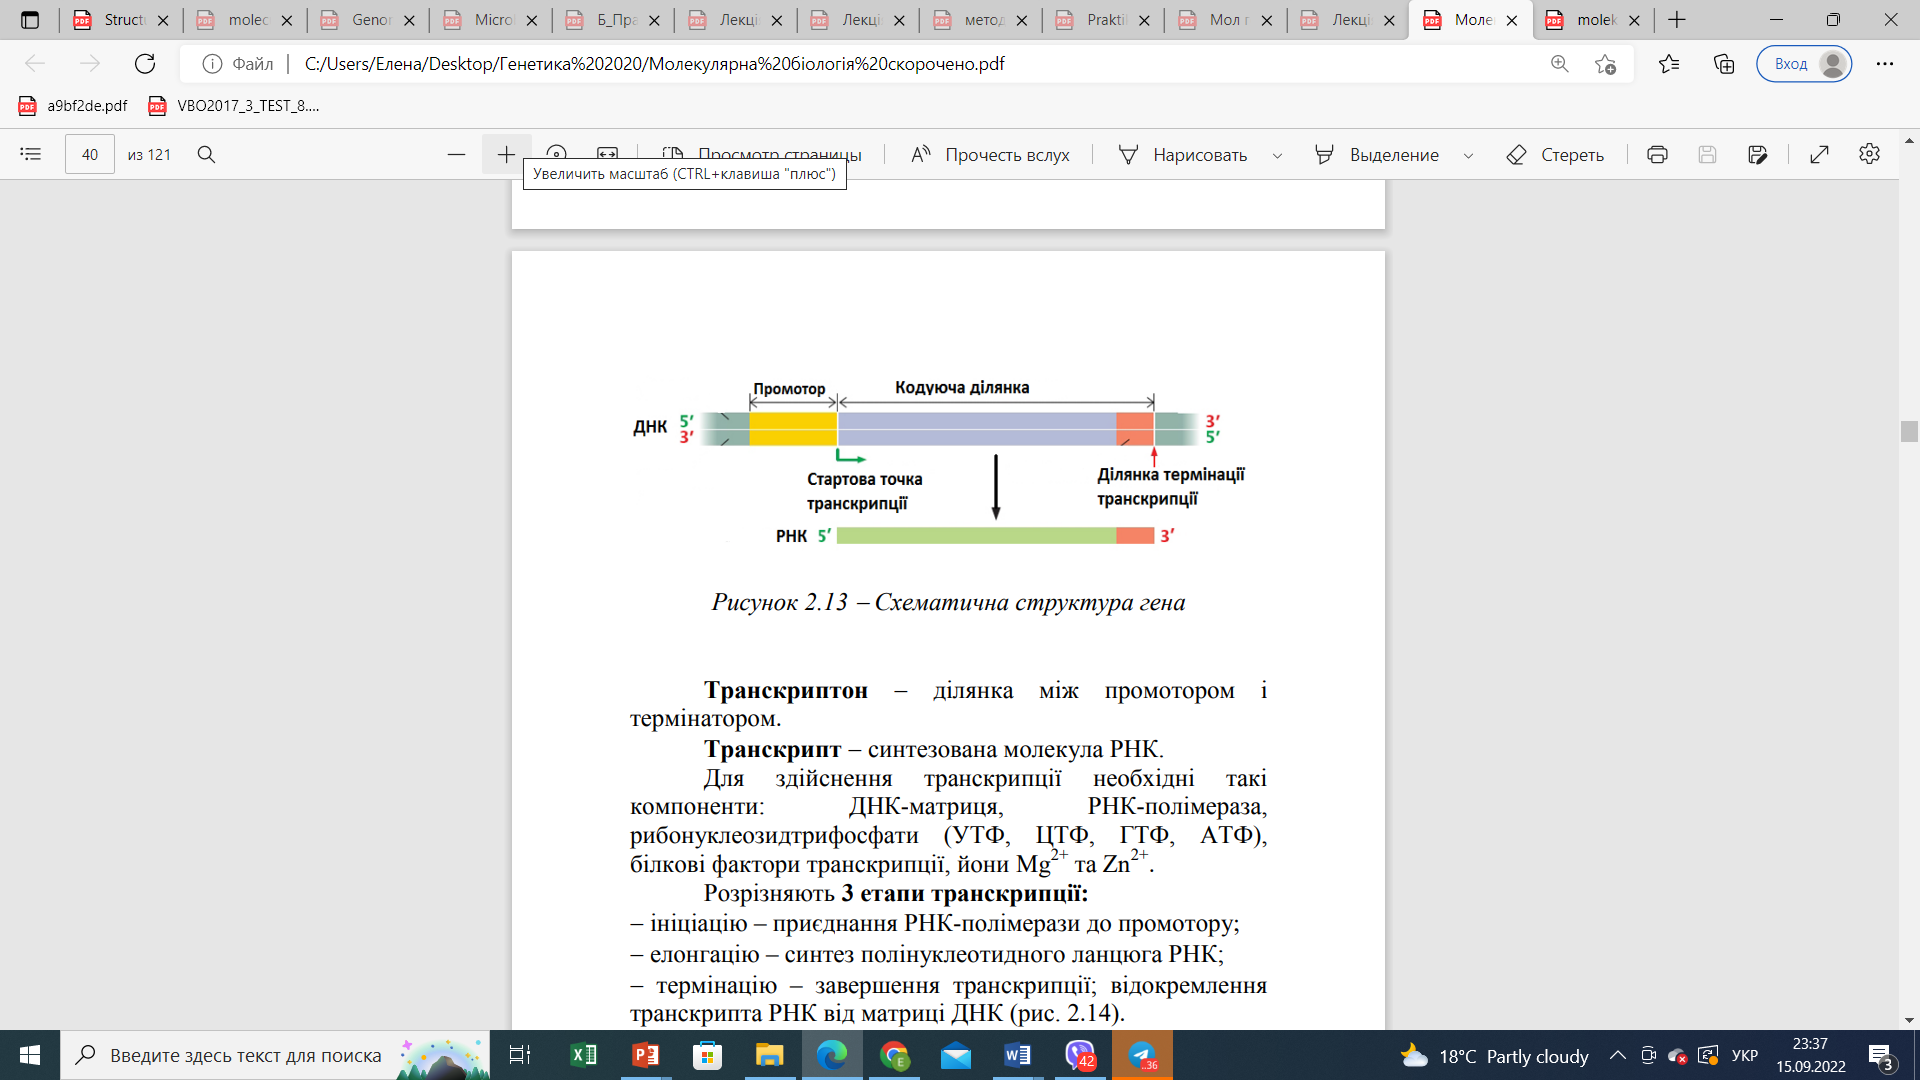 Structu
molec
Genor
Microl
Б_Пра
Лекці
Лекці
метод
Prakti
Мол г
Лекці
Молек
molek
Файл
C:/Users/Елена/Desktop/Генетика%202020/Молекулярна%20біологія%20скорочено.pdf
Вход
a9bf2de.pdf
VBO2017_3_TEST_8....
40
из 121
Просмотр страницы
Прочесть вслух
Нарисовать
Выделение
Стереть
Увеличить масштаб (CTRL+клавиша "плюс")
Промотор
Кодуюча ділянка
ДНК
5′
3′
3′
5′
Стартова точка
транскрипції
Ділянка термінації
транскрипції
РНК
5′
3′
Рисунок 2.13 – Схематична структура гена
Транскриптон – ділянка між промотором і
термінатором.
Транскрипт – синтезована молекула РНК.
Для здійснення транскрипції необхідні такі
компоненти: ДНК-матриця, РНК-полімераза,
рибонуклеозидтрифосфати (УТФ, ЦТФ, ГТФ, АТФ),
білкові фактори транскрипції, йони Mg2+ та Zn2+.
Розрізняють 3 етапи транскрипції:
– ініціацію – приєднання РНК-полімерази до промотору;
– елонгацію – синтез полінуклеотидного ланцюга РНК;
– термінацію – завершення транскрипції; відокремлення
транскрипта РНК від матриці ДНК (рис. 2.14).
Введите здесь текст для поиска
E
42
..36
18°C Partly cloudy
УКР
23:37
15.09.2022
3